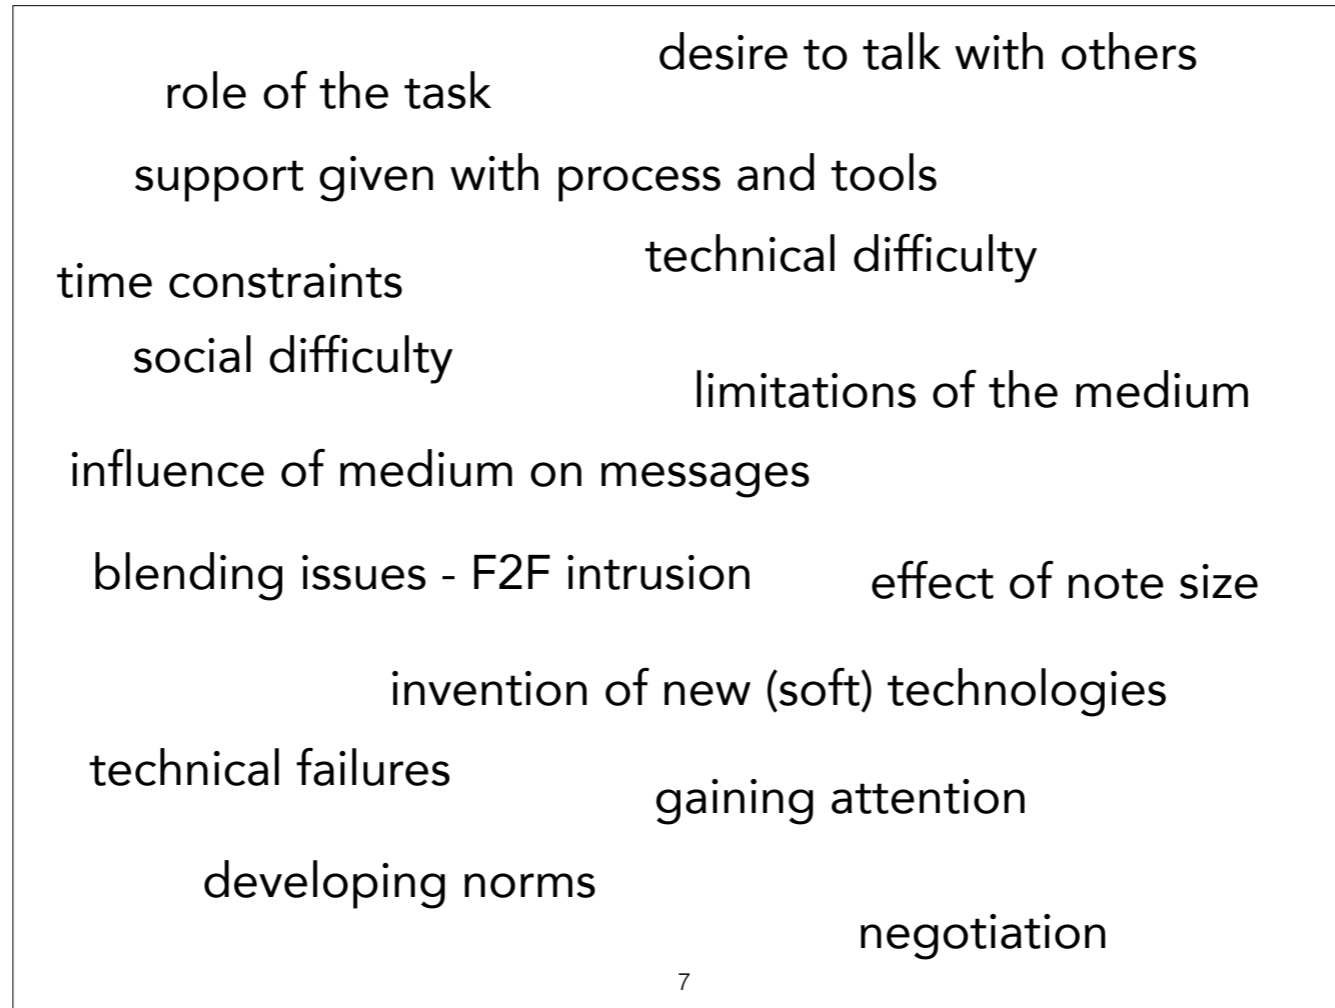 desire to talk with others
role of the task
support given with process and tools
technical difficulty
time constraints
social difficulty
limitations of the medium
influence of medium on messages
blending issues - F2F intrusion
effect of note size
invention of new (soft) technologies
technical failures
gaining attention
developing norms
negotiation
7